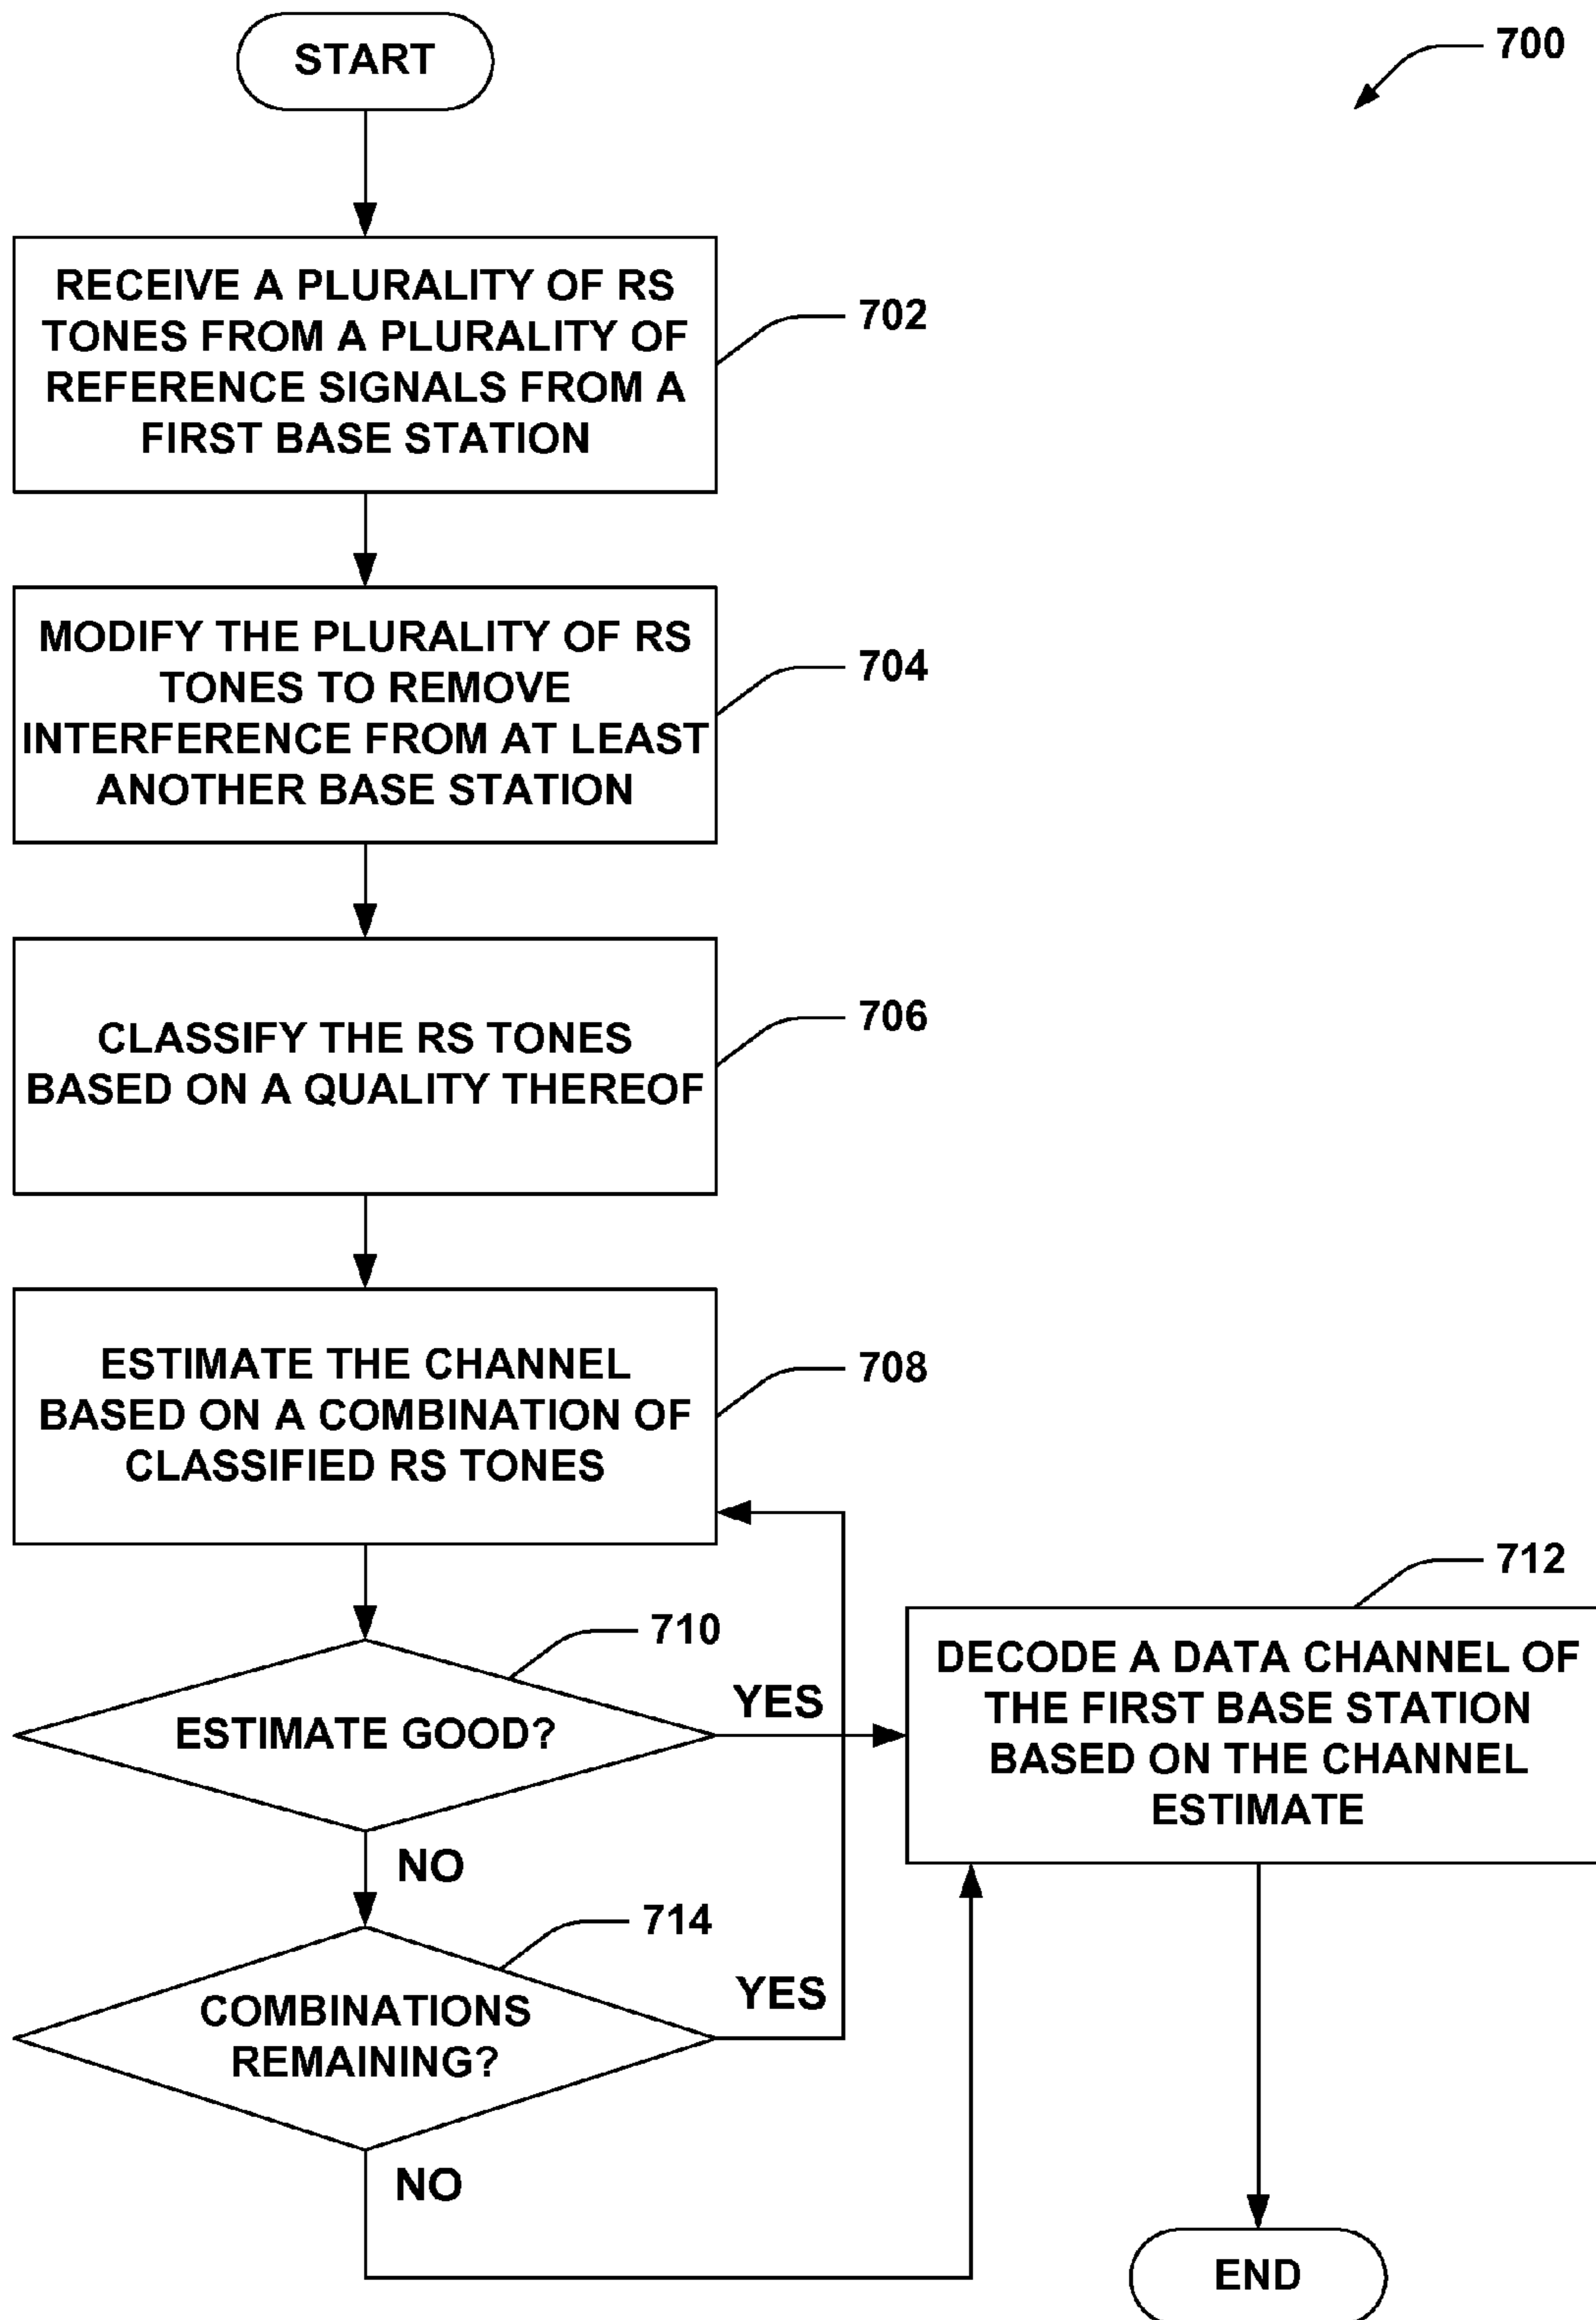 START
700
RECEIVE A PLURALITY OF RS
TONES FROM A PLURALITY OF
REFERENCE SIGNALS FROM A
FIRST BASE STATION
702
MODIFY THE PLURALITY OF RS
TONES TO REMOVE
INTERFERENCE FROM AT LEAST
ANOTHER BASE STATION
704
CLASSIFY THE RS TONES
BASED ON A QUALITY THEREOF
706
ESTIMATE THE CHANNEL
BASED ON A COMBINATION OF
CLASSIFIED RS TONES
708
ESTIMATE GOOD?
710
YES
NO
DECODE A DATA CHANNEL OF
THE FIRST BASE STATION
BASED ON THE CHANNEL
ESTIMATE
712
COMBINATIONS
REMAINING?
714
YES
NO
END